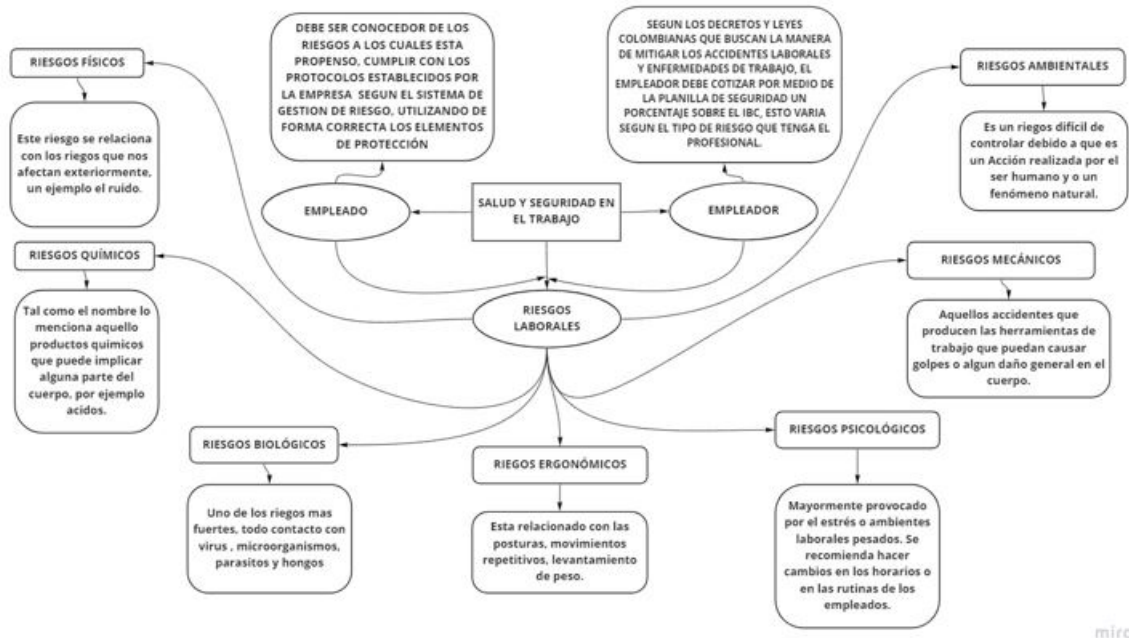 DEBE SER CONOCEDOR DE LOS
RIESGOS A LOS CUALES ESTA
PROPENSO, CUMPLIR CON LOS
PROTOCOLOS ESTABLECIDOS POR
LA EMPRESA SEGUN EL SISTEMA DE
GESTION DE RIESGO, UTILIZANDO DE
FORMA CORRECTA LOS ELEMENTOS
DE PROTECCIÓN
SEGUN LOS DECRETOS Y LEYES
COLOMBIANAS QUE BUSCAN LA MANERA
DE MITIGAR LOS ACCIDENTES LABORALES
Y ENFERMEDADES DE TRABAJO, EL
EMPLEADOR DEBE COTIZAR POR MEDIO DE
LA PLANILLA DE SEGURIDAD UN
PORCENTAJE SOBRE EL IBC, ESTO VARIA
SEGUN EL TIPO DE RIESGO QUE TENGA EL
PROFESIONAL.
RIESGOS FÍSICOS
Este riesgo se relaciona
con los riegos que nos
afectan exteriormente,
un ejemplo el ruido.
RIESGOS AMBIENTALES
Es un riegos difícil de
controlar debido a que es
un Acción realizada por el
ser humano y o un
fenómeno natural.
EMPLEADO
SALUD Y SEGURIDAD EN
EL TRABAJO
EMPLEADOR
RIESGOS QUÍMICOS
Tal como el nombre lo
menciona aquello
productos quimicos
que puede implicar
alguna parte del
cuerpo, por ejemplo
acidos.
RIESGOS
LABORALES
RIESGOS MECÁNICOS
Aquellos accidentes que
producen las herramientas de
trabajo que puedan causar
golpes o algun daño general en el
cuerpo.
RIESGOS BIOLÓGICOS
Uno de los riegos mas
fuertes, todo contacto con
virus , microorganismos,
parasitos y hongos
RIEGOS ERGONÓMICOS
Esta relacionado con las
posturas, movimientos
repetitivos, levantamiento
de peso.
RIESGOS PSICOLÓGICOS
Mayormente provocado
por el estrés o ambientes
laborales pesados. Se
recomienda hacer
cambios en los horarios o
en las rutinas de los
empleados.
miro